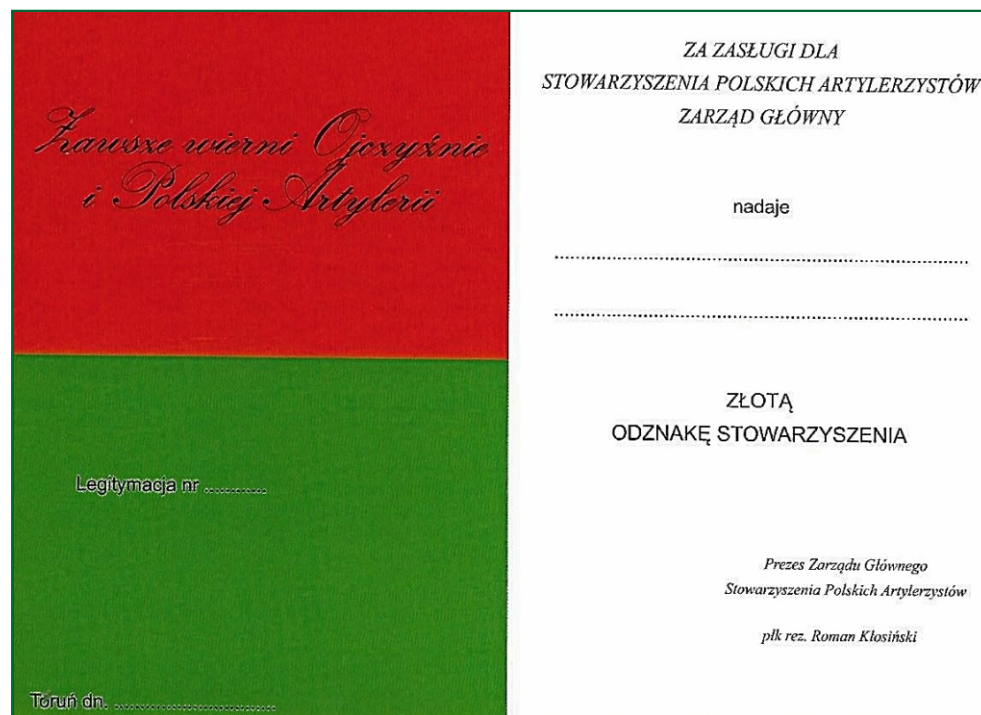 Zawsze wierni Ojczyźnie
i Polskiej Artylerii
Legitymacja nr ............
Toruń dn. ..............................
ZA ZASŁUGI DLA
STOWARZYSZENIA POLSKICH ARTYLERZYSTÓW
ZARZĄD GŁÓWNY
nadaje
................................................................................
................................................................................
ZŁOTĄ
ODZNAKĘ STOWARZYSZENIA
Prezes Zarządu Głównego
Stowarzyszenia Polskich Artylerzystów
płk rez. Roman Kłosiński